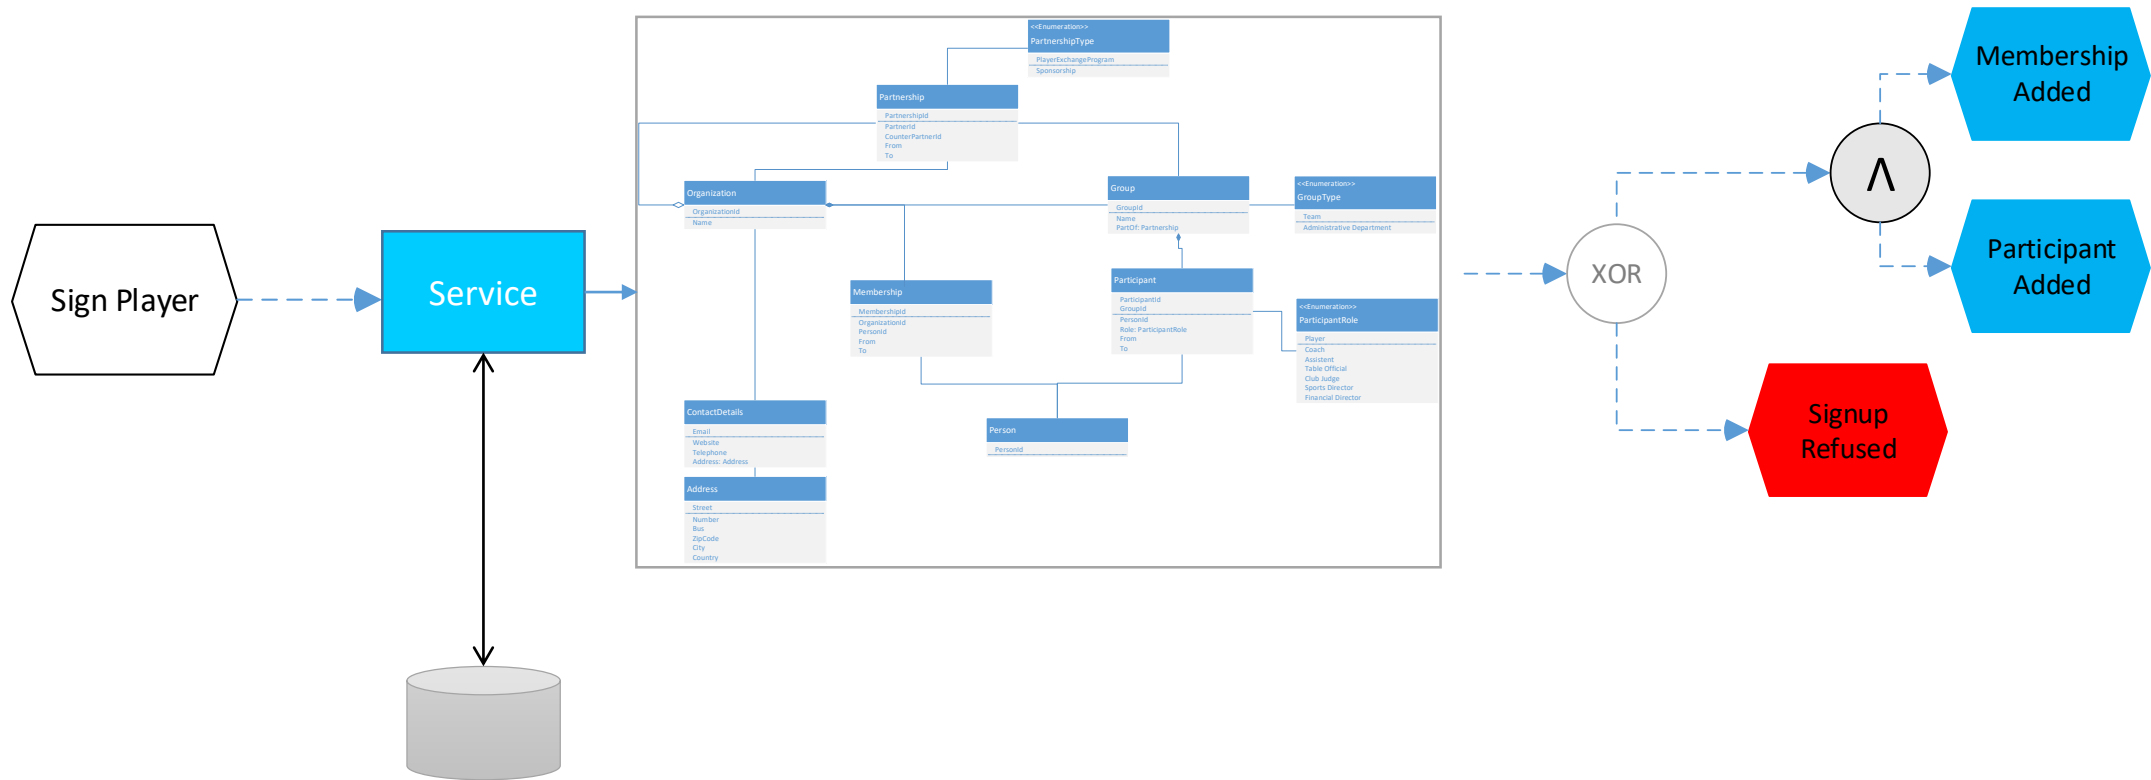 Sign Player
Service
<<Enumeration>>
PartnershipType
PlayerExchangeProgram
Sponsorship
Partnership
PartnershipId
PartnerId
CounterPartnerId
From
To
Organization
OrganizationId
Name
Group
GroupId
Name
PartOf: Partnership
<<Enumeration>>
GroupType
Team
Administrative Department
Membership
MembershipId
OrganizationId
PersonId
From
To
Participant
ParticipantId
GroupId
PersonId
Role: ParticipantRole
From
To
<<Enumeration>>
ParticipantRole
Player
Coach
Assistent
Table Official
Club Judge
Sports Director
Financial Director
ContactDetails
Email
Website
Telephone
Address: Address
Person
PersonId
Address
Street
Number
Bus
ZipCode
City
Country
XOR
Λ
Membership
Added
Participant
Added
Signup
Refused